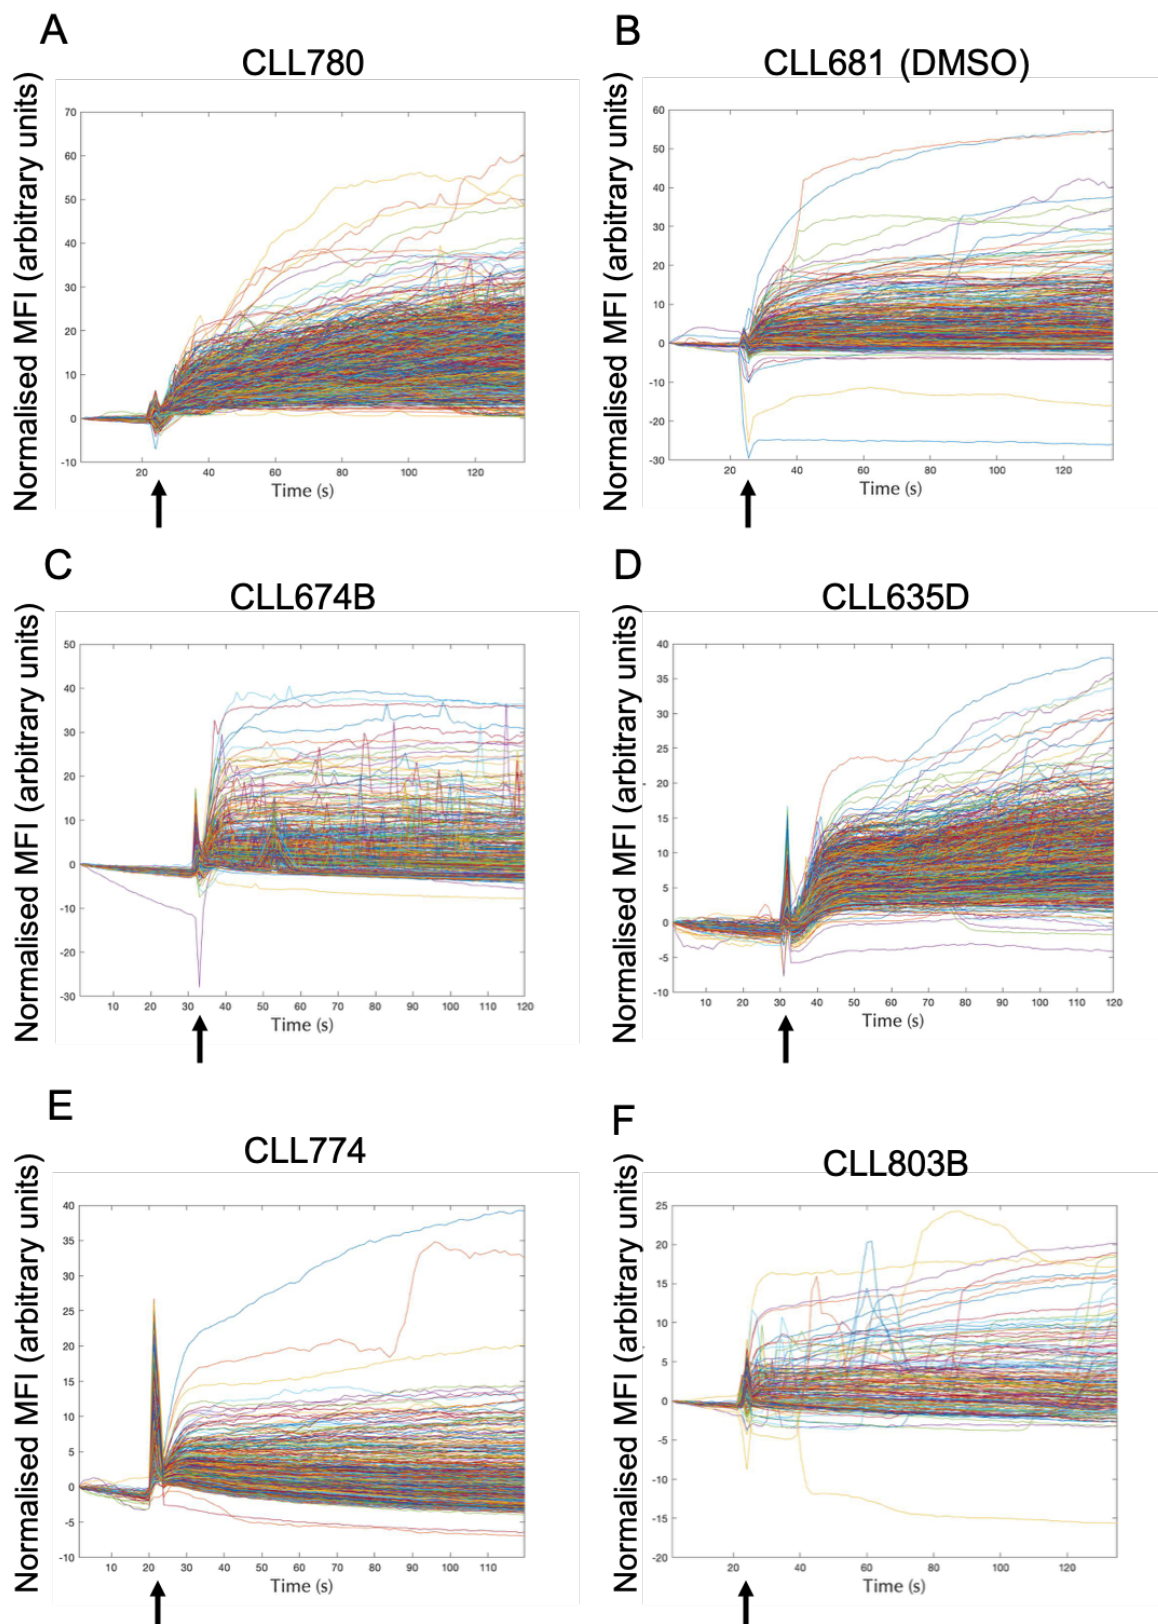 A
CLL780
Normalised MFI (arbitrary units)
70
60
50
40
30
20
10
0
-10
20 40 60 80 100 120
Time (s)
B
CLL681 (DMSO)
Normalised MFI (arbitrary units)
60
50
40
30
20
10
0
-10
-20
-30
20 40 60 80 100 120
Time (s)
C
CLL674B
Normalised MFI (arbitrary units)
50
40
30
20
10
0
-10
-20
-30
10 20 30 40 50 60 70 80 90 100 110 120
Time (s)
D
CLL635D
Normalised MFI (arbitrary units)
40
35
30
25
20
15
10
5
0
-5
-10
10 20 30 40 50 60 70 80 90 100 110 120
Time (s)
E
CLL774
Normalised MFI (arbitrary units)
40
35
30
25
20
15
10
5
0
-5
-10
10 20 30 40 50 60 70 80 90 100 110
Time (s)
F
CLL803B
Normalised MFI (arbitrary units)
25
20
15
10
5
0
-5
-10
-15
-20
20 40 60 80 100 120
Time (s)